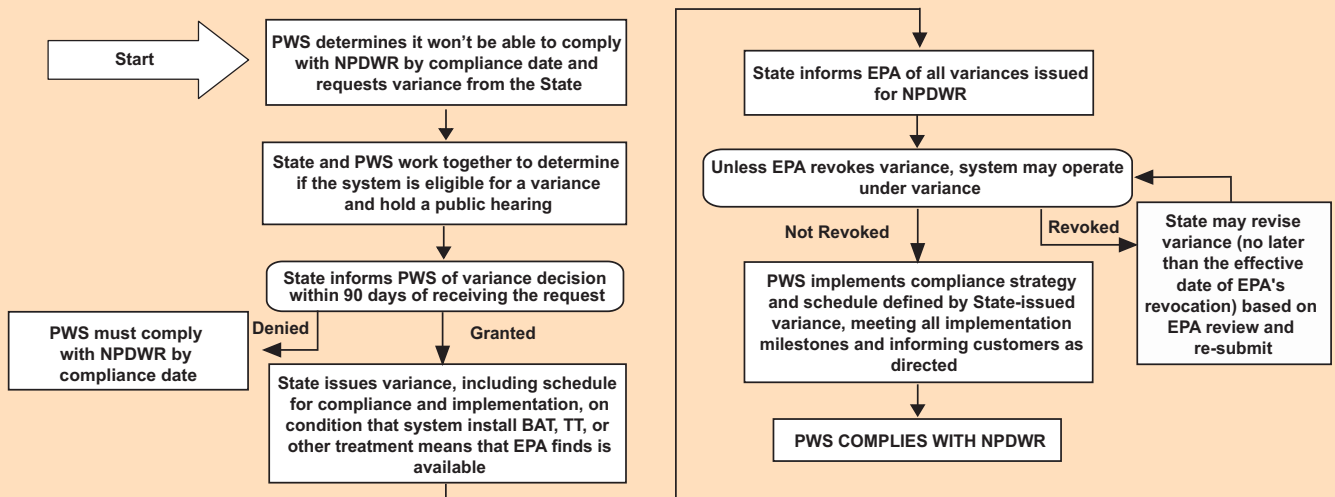 Start
PWS determines it won't be able to comply
with NPDWR by compliance date and
requests variance from the State
State and PWS work together to determine
if the system is eligible for a variance
and hold a public hearing
State informs PWS of variance decision
within 90 days of receiving the request
Denied
Granted
PWS must comply
with NPDWR by
compliance date
State issues variance, including schedule
for compliance and implementation, on
condition that system install BAT, TT, or
other treatment means that EPA finds is
available
State informs EPA of all variances issued
for NPDWR
Unless EPA revokes variance, system may operate
under variance
Not Revoked
Revoked
State may revise
variance (no later
than the effective
date of EPA's
revocation) based on
EPA review and
re-submit
PWS implements compliance strategy
and schedule defined by State-issued
variance, meeting all implementation
milestones and informing customers as
directed
PWS COMPLIES WITH NPDWR